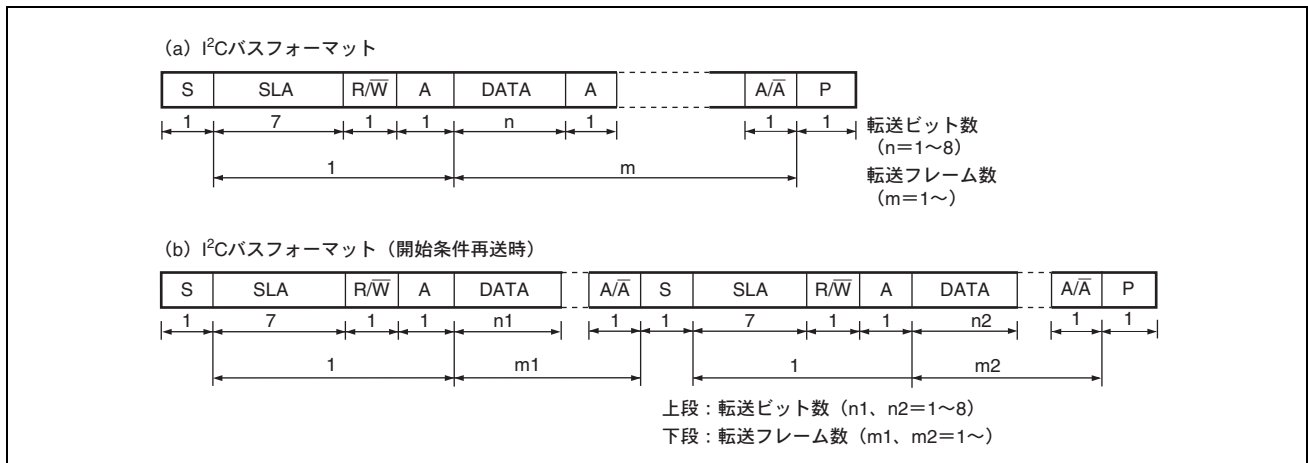 (a) I²Cバスフォーマット
S SLA R/W̅ A DATA A A/A̅ P
1 7 1 1 n 1 1 1 転送ビット数
(n=1～8)
1 m 転送フレーム数
(m=1～)
(b) I²Cバスフォーマット（開始条件再送時）
S SLA R/W̅ A DATA A/A̅ S SLA R/W̅ A DATA A/A̅ P
1 7 1 1 n1 1 1 7 1 1 n2 1 1
1 m1 1 m2
上段：転送ビット数（n1、n2=1～8）
下段：転送フレーム数（m1、m2=1～）